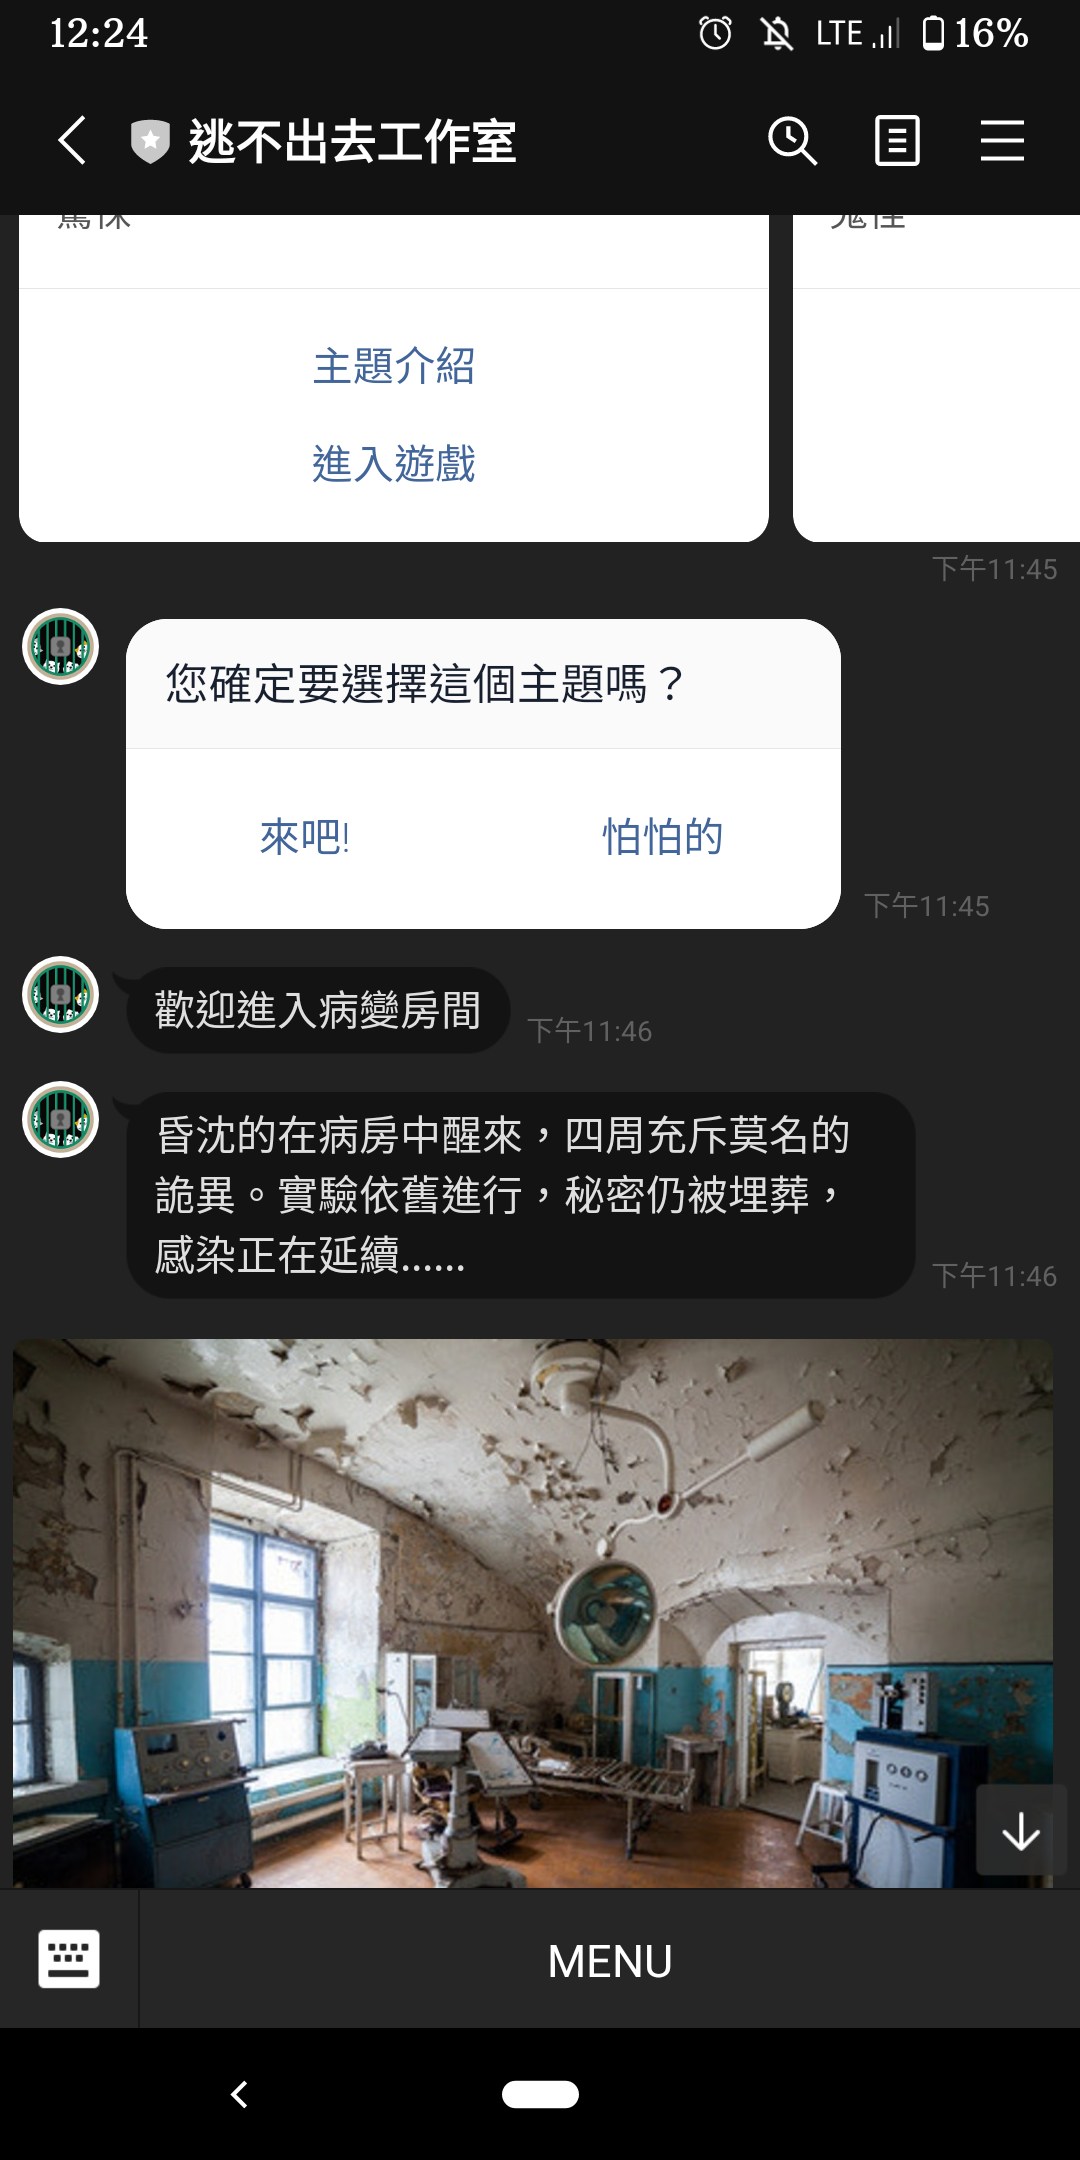 12:24
LTE
16%
逃不出去工作室
主題介紹
進入遊戲
下午11:45
您確定要選擇這個主題嗎？
來吧!
怕怕的
下午11:45
歡迎進入病變房間
下午11:46
昏沈的在病房中醒來，四周充斥莫名的
詭異。實驗依舊進行，秘密仍被埋葬，
感染正在延續......
下午11:46
MENU